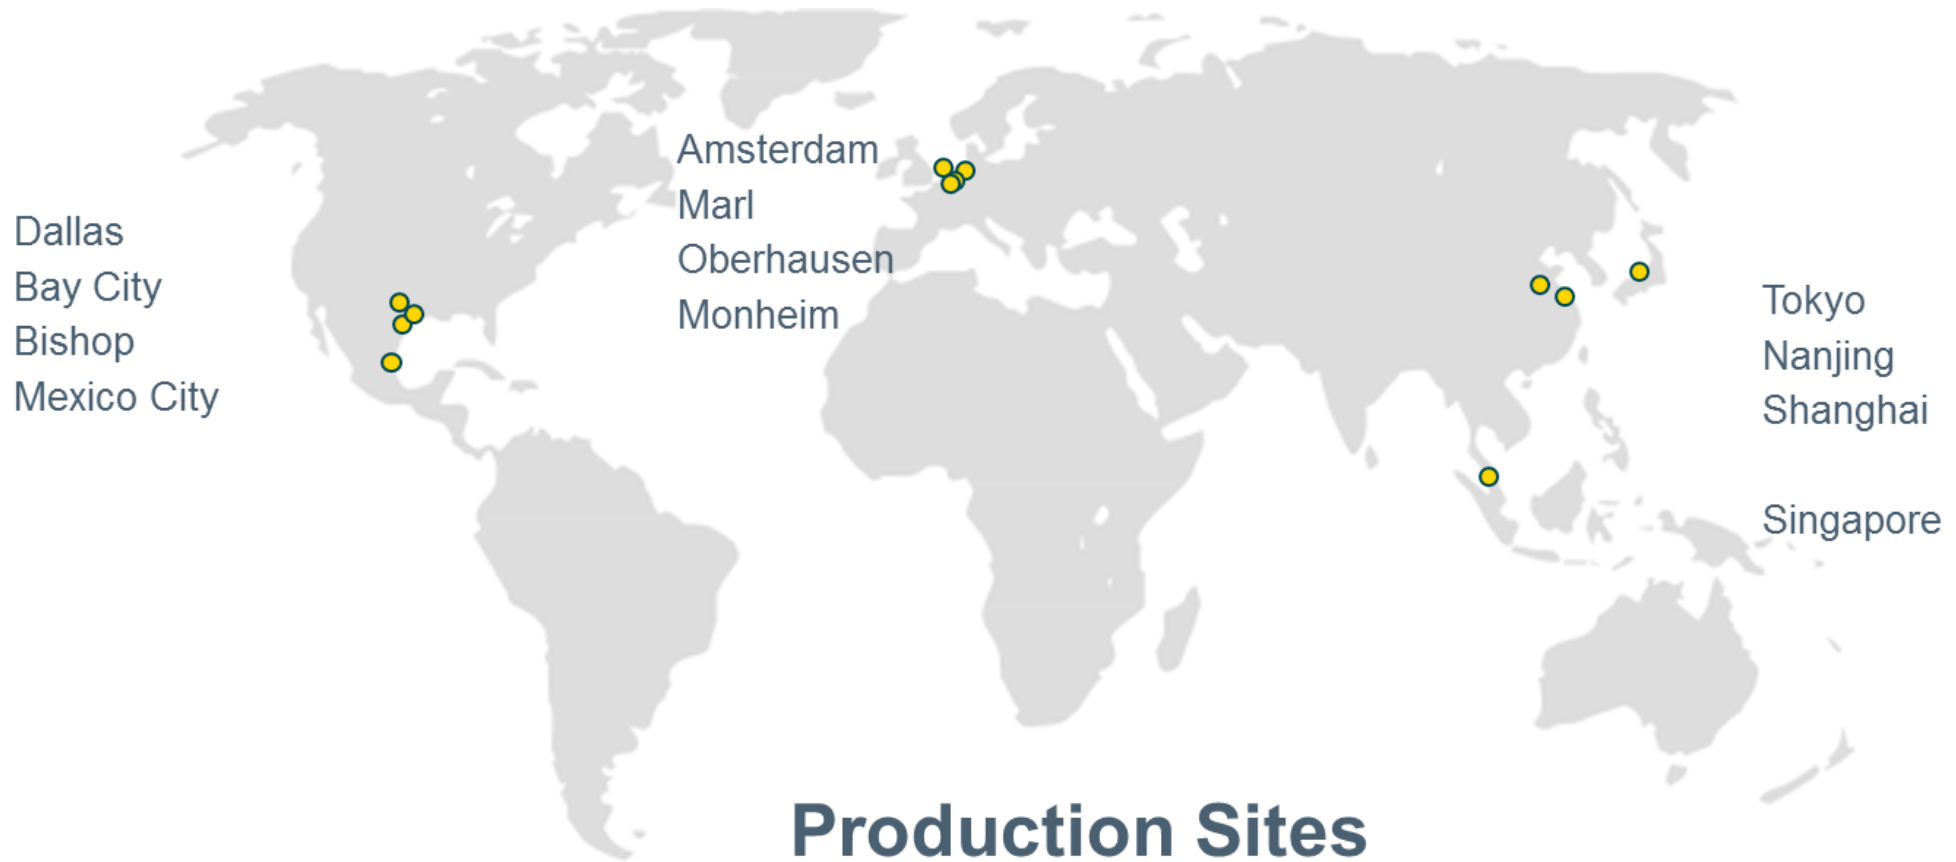 Dallas
Bay City
Bishop
Mexico City
Amsterdam
Marl
Oberhausen
Monheim
Tokyo
Nanjing
Shanghai
Singapore
Production Sites